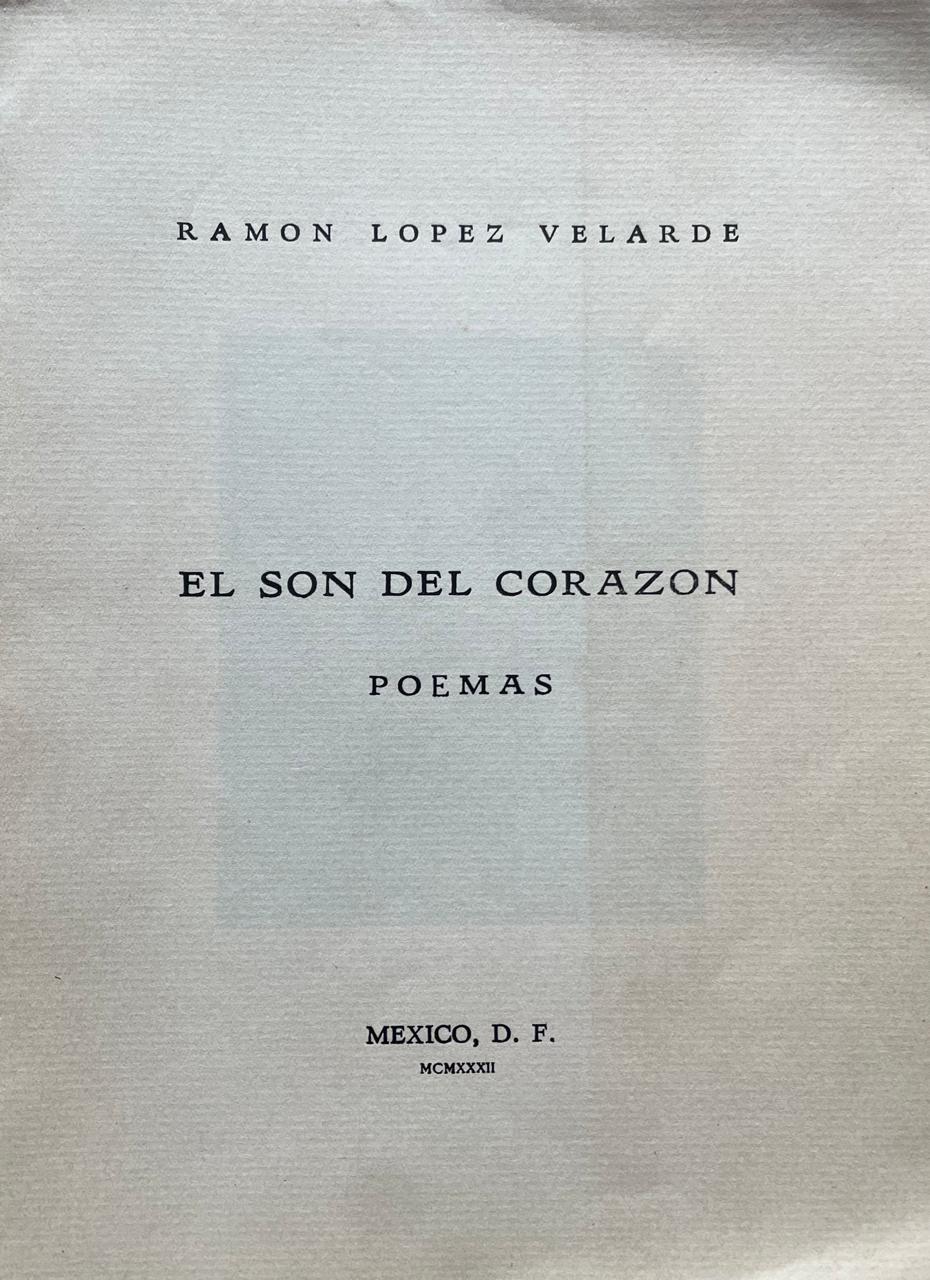 RAMON LOPEZ VELARDE
EL SON DEL CORAZON
POEMAS
MEXICO, D. F.
MCMXXXII